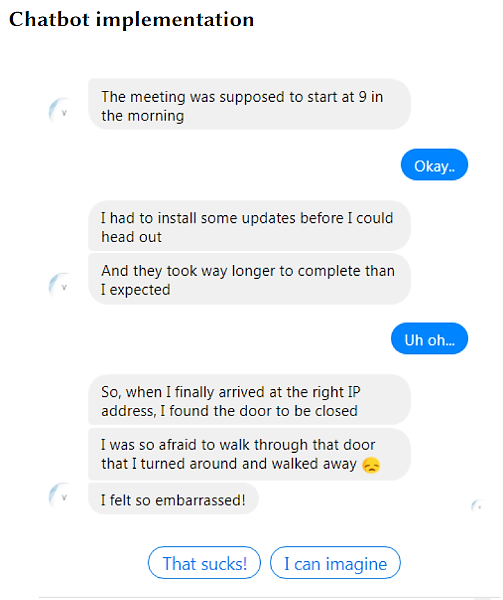 Chatbot implementation
The meeting was supposed to start at 9 in
the morning
v
Okay..
I had to install some updates before I could
head out
And they took way longer to complete than
I expected
v
Uh oh...
So, when I finally arrived at the right IP
address, I found the door to be closed
I was so afraid to walk through that door
that I turned around and walked away 😞
I felt so embarrassed!
v
That sucks!
I can imagine